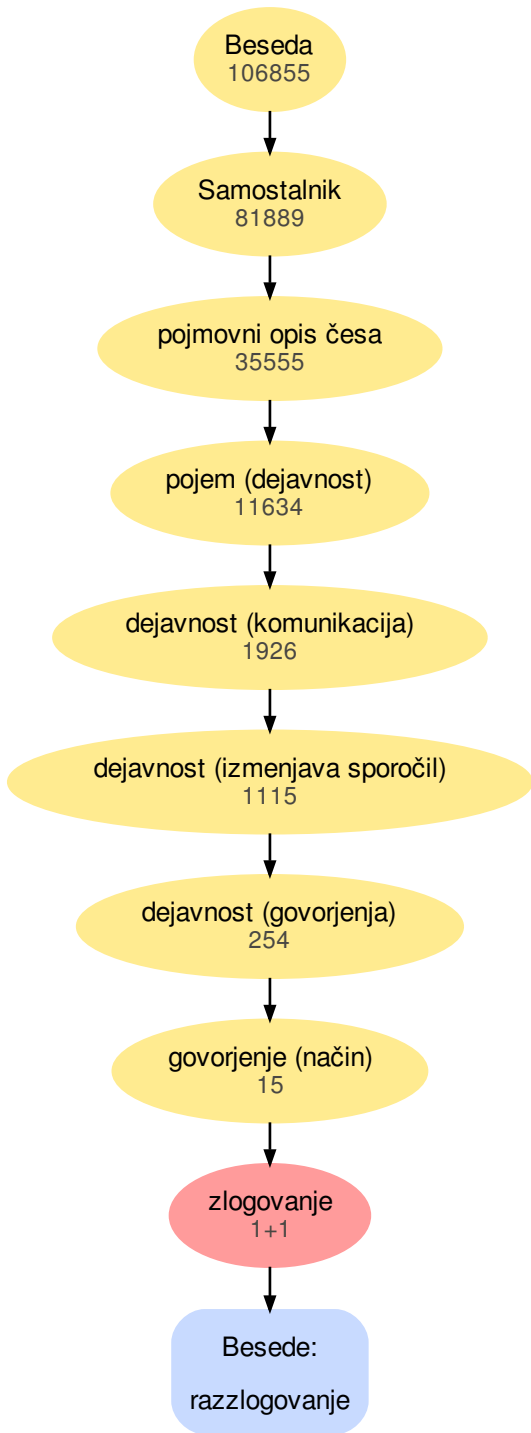 Beseda
106855
Samostalnik
81889
pojmovni opis česa
35555
pojem (dejavnost)
11634
dejavnost (komunikacija)
1926
dejavnost (izmenjava sporočil)
1115
dejavnost (govorjenja)
254
govorjenje (način)
15
zlogovanje
1+1
Besede:
razzlogovanje